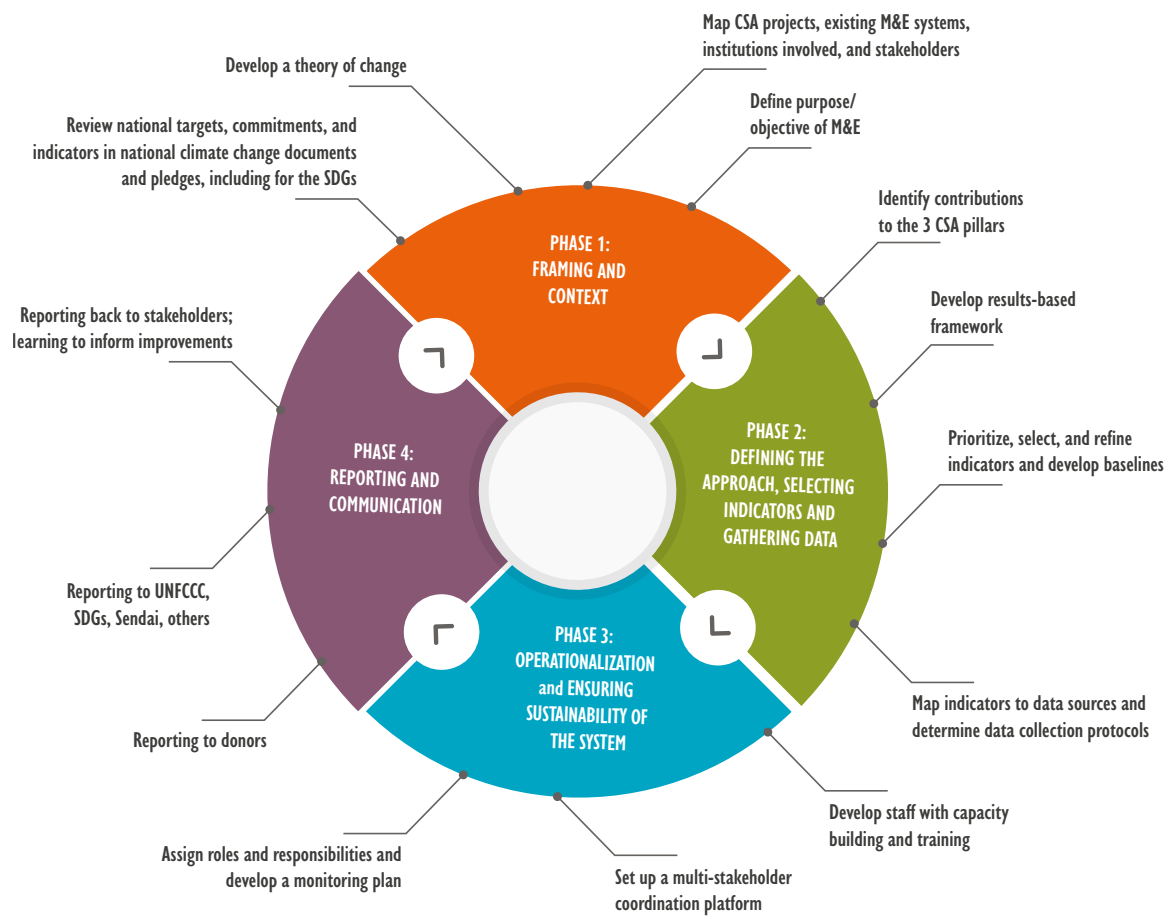 Map CSA projects, existing M&E systems,
institutions involved, and stakeholders
Develop a theory of change
Define purpose/
objective of M&E
Review national targets, commitments, and
indicators in national climate change documents
and pledges, including for the SDGs
Identify contributions
to the 3 CSA pillars
PHASE 1:
FRAMING AND
CONTEXT
Develop results-based
framework
Reporting back to stakeholders;
learning to inform improvements
Prioritize, select, and refine
indicators and develop baselines
PHASE 2:
DEFINING THE
APPROACH, SELECTING
INDICATORS AND
GATHERING DATA
PHASE 4:
REPORTING AND
COMMUNICATION
Reporting to UNFCCC,
SDGs, Sendai, others
PHASE 3:
OPERATIONALIZATION
and ENSURING
SUSTAINABILITY OF
THE SYSTEM
Map indicators to data sources and
determine data collection protocols
Reporting to donors
Develop staff with capacity
building and training
Assign roles and responsibilities and
develop a monitoring plan
Set up a multi-stakeholder
coordination platform